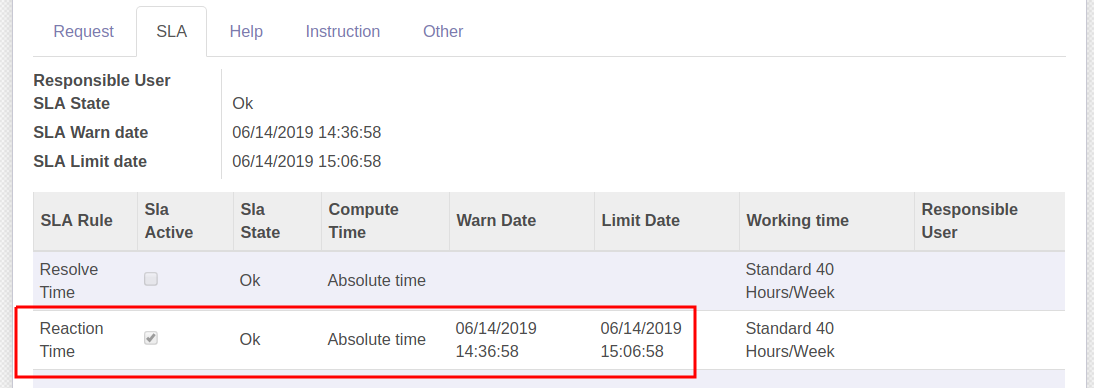 Request SLA Help Instruction Other
Responsible User
SLA State Ok
SLA Warn date 06/14/2019 14:36:58
SLA Limit date 06/14/2019 15:06:58
SLA Rule Sla Active Sla State Compute Time Warn Date Limit Date Working time Responsible User
Resolve Time Ok Absolute time Standard 40 Hours/Week
Reaction Time Ok Absolute time 06/14/2019 14:36:58 06/14/2019 15:06:58 Standard 40 Hours/Week